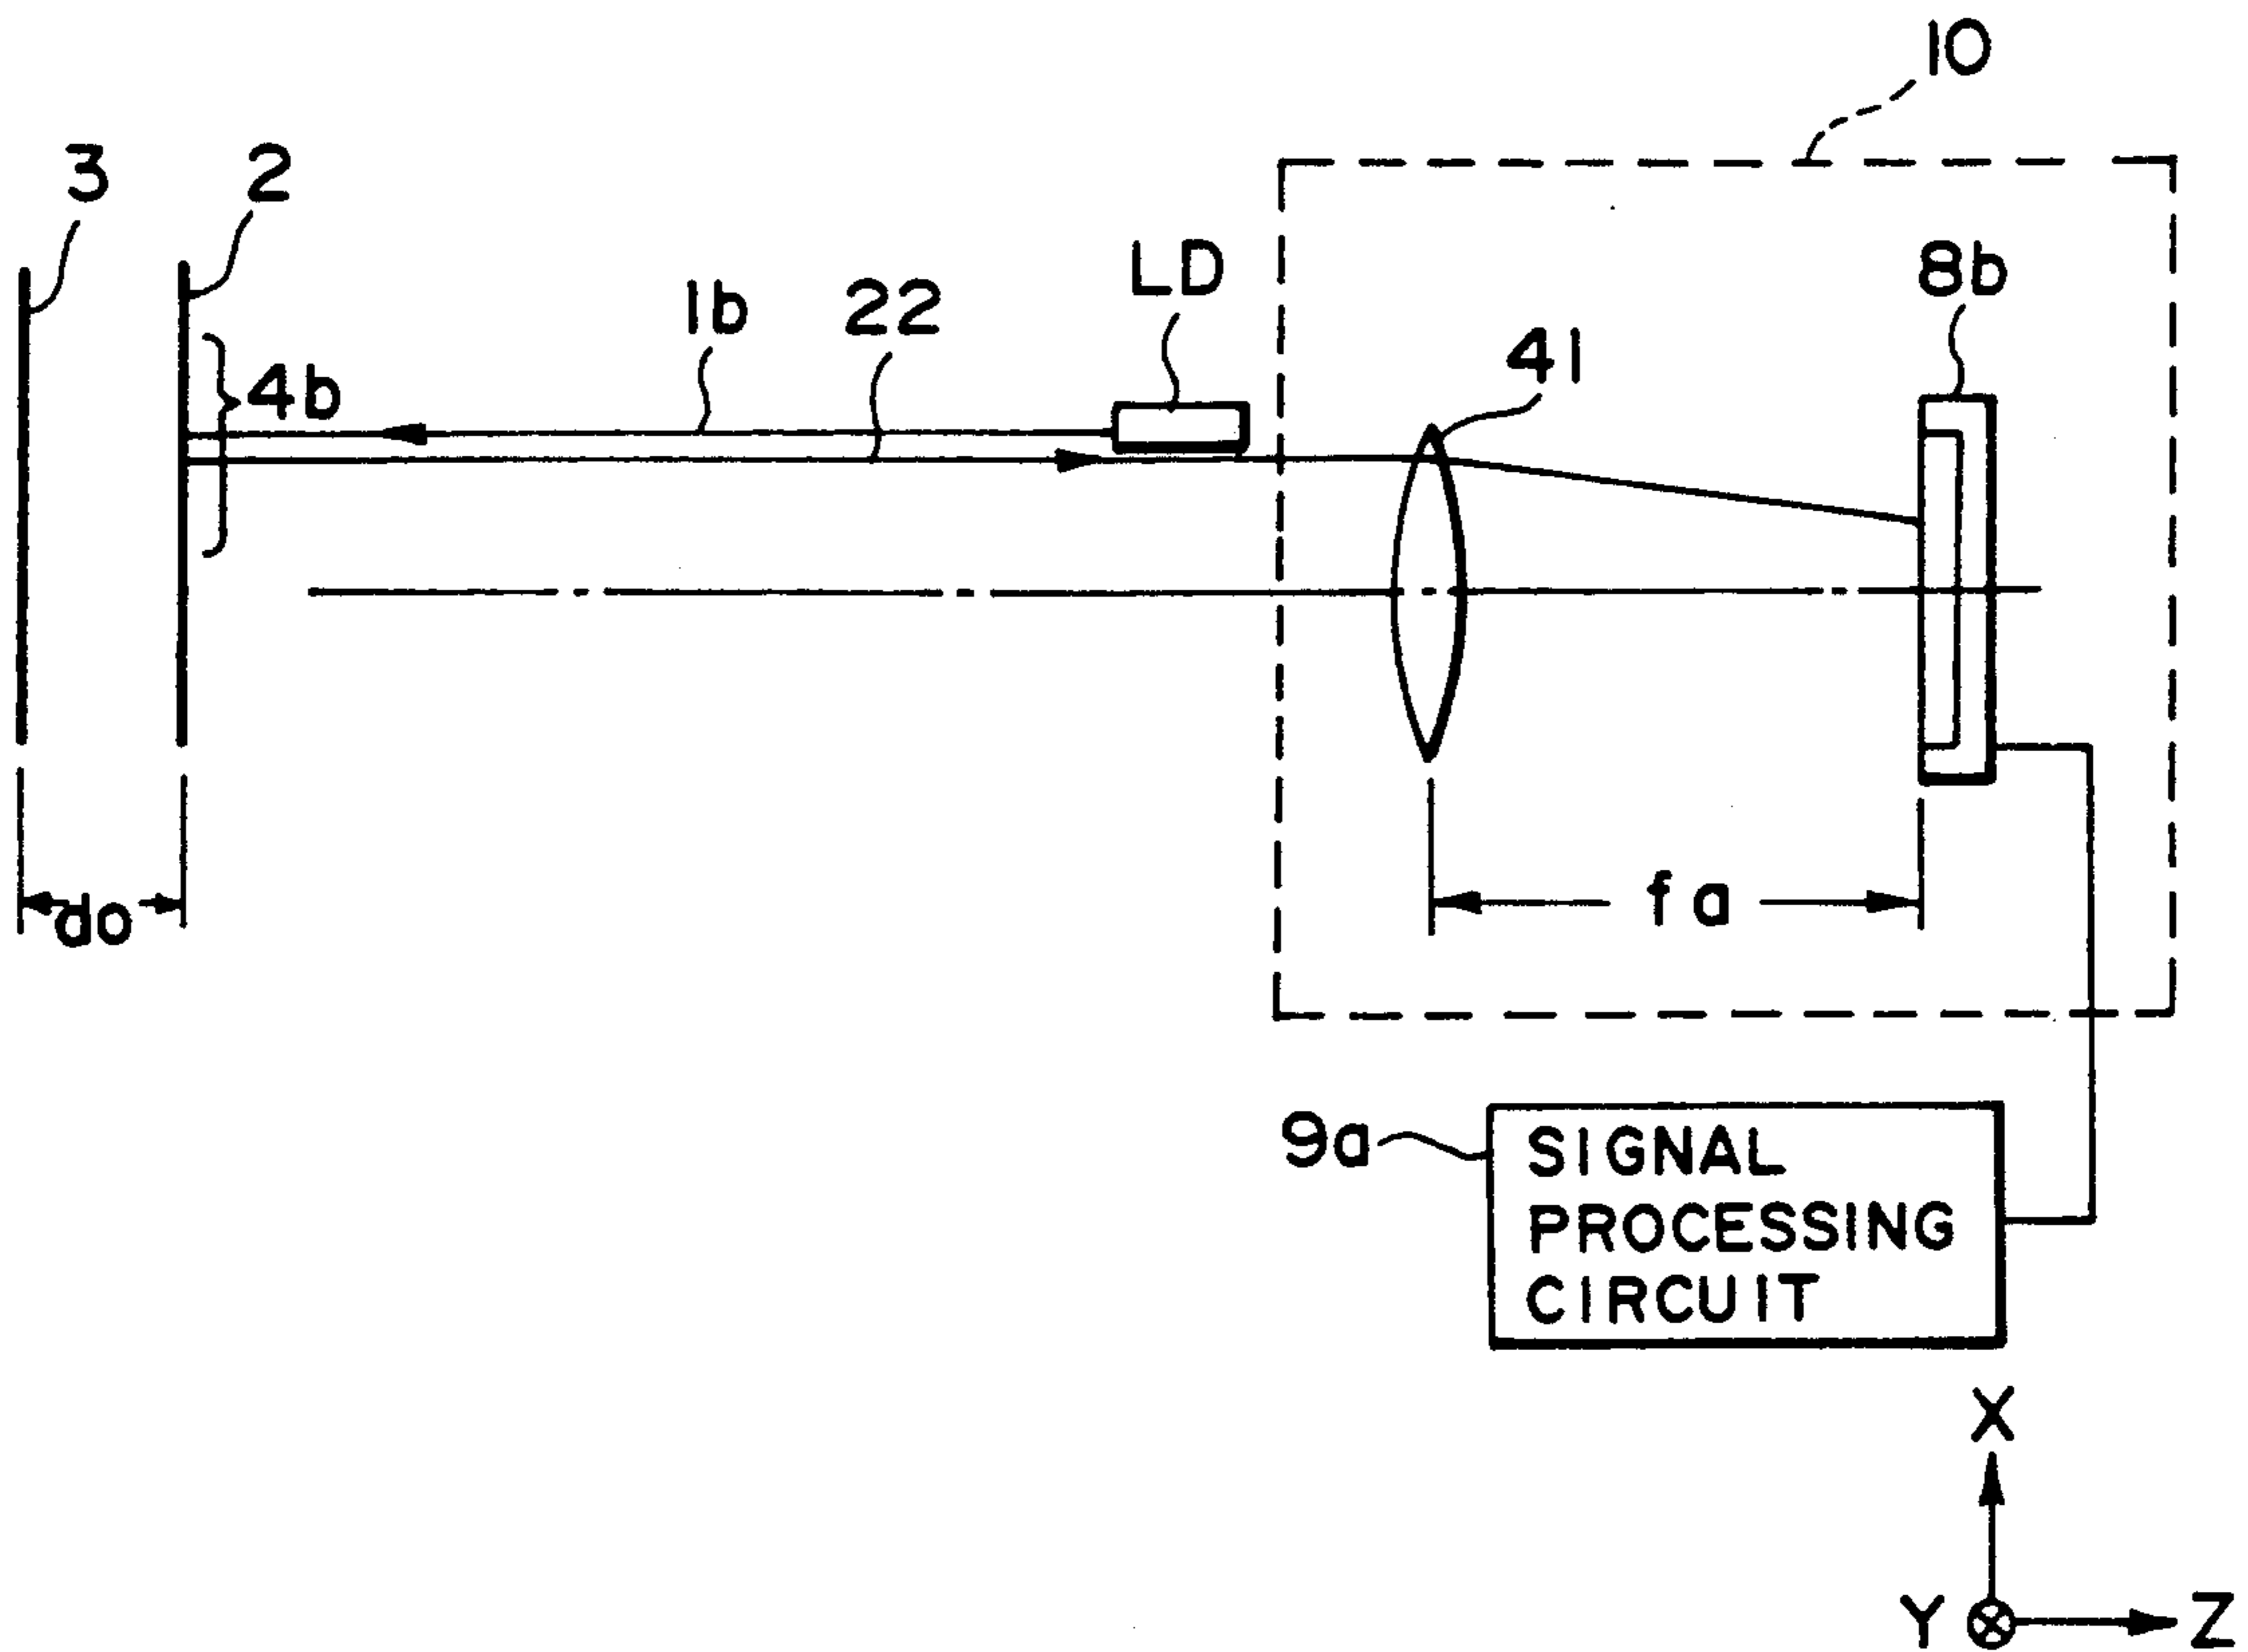 10
3
2
LD
8b
1b
22
41
4b
do
fa
9a
SIGNAL
PROCESSING
CIRCUIT
X
Y
Z